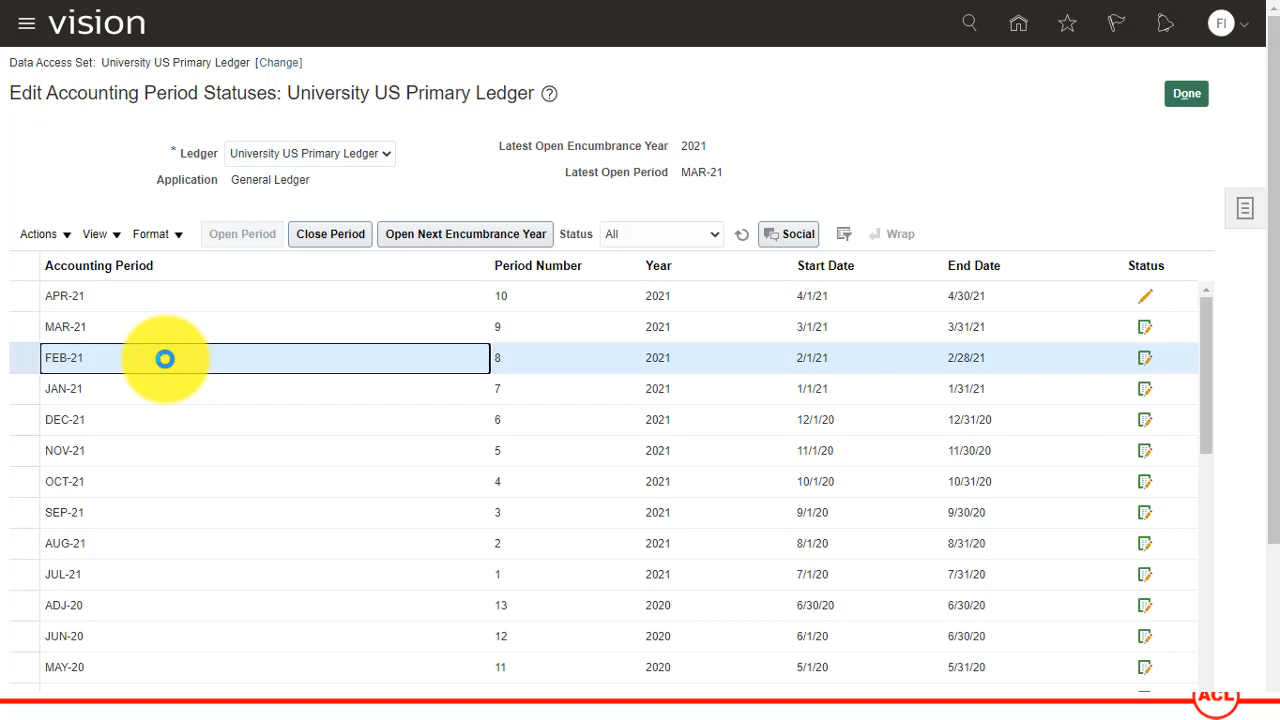 vision
FI
Data Access Set: University US Primary Ledger [Change]
Edit Accounting Period Statuses: University US Primary Ledger ?
Done
* Ledger University US Primary Ledger
Latest Open Encumbrance Year 2021
Application General Ledger
Latest Open Period MAR-21
Actions View Format Open Period Close Period Open Next Encumbrance Year Status All Social Wrap
Accounting Period Period Number Year Start Date End Date Status
APR-21 10 2021 4/1/21 4/30/21
MAR-21 9 2021 3/1/21 3/31/21
FEB-21 8 2021 2/1/21 2/28/21
JAN-21 7 2021 1/1/21 1/31/21
DEC-21 6 2021 12/1/20 12/31/20
NOV-21 5 2021 11/1/20 11/30/20
OCT-21 4 2021 10/1/20 10/31/20
SEP-21 3 2021 9/1/20 9/30/20
AUG-21 2 2021 8/1/20 8/31/20
JUL-21 1 2021 7/1/20 7/31/20
ADJ-20 13 2020 6/30/20 6/30/20
JUN-20 12 2020 6/1/20 6/30/20
MAY-20 11 2020 5/1/20 5/31/20
ACL